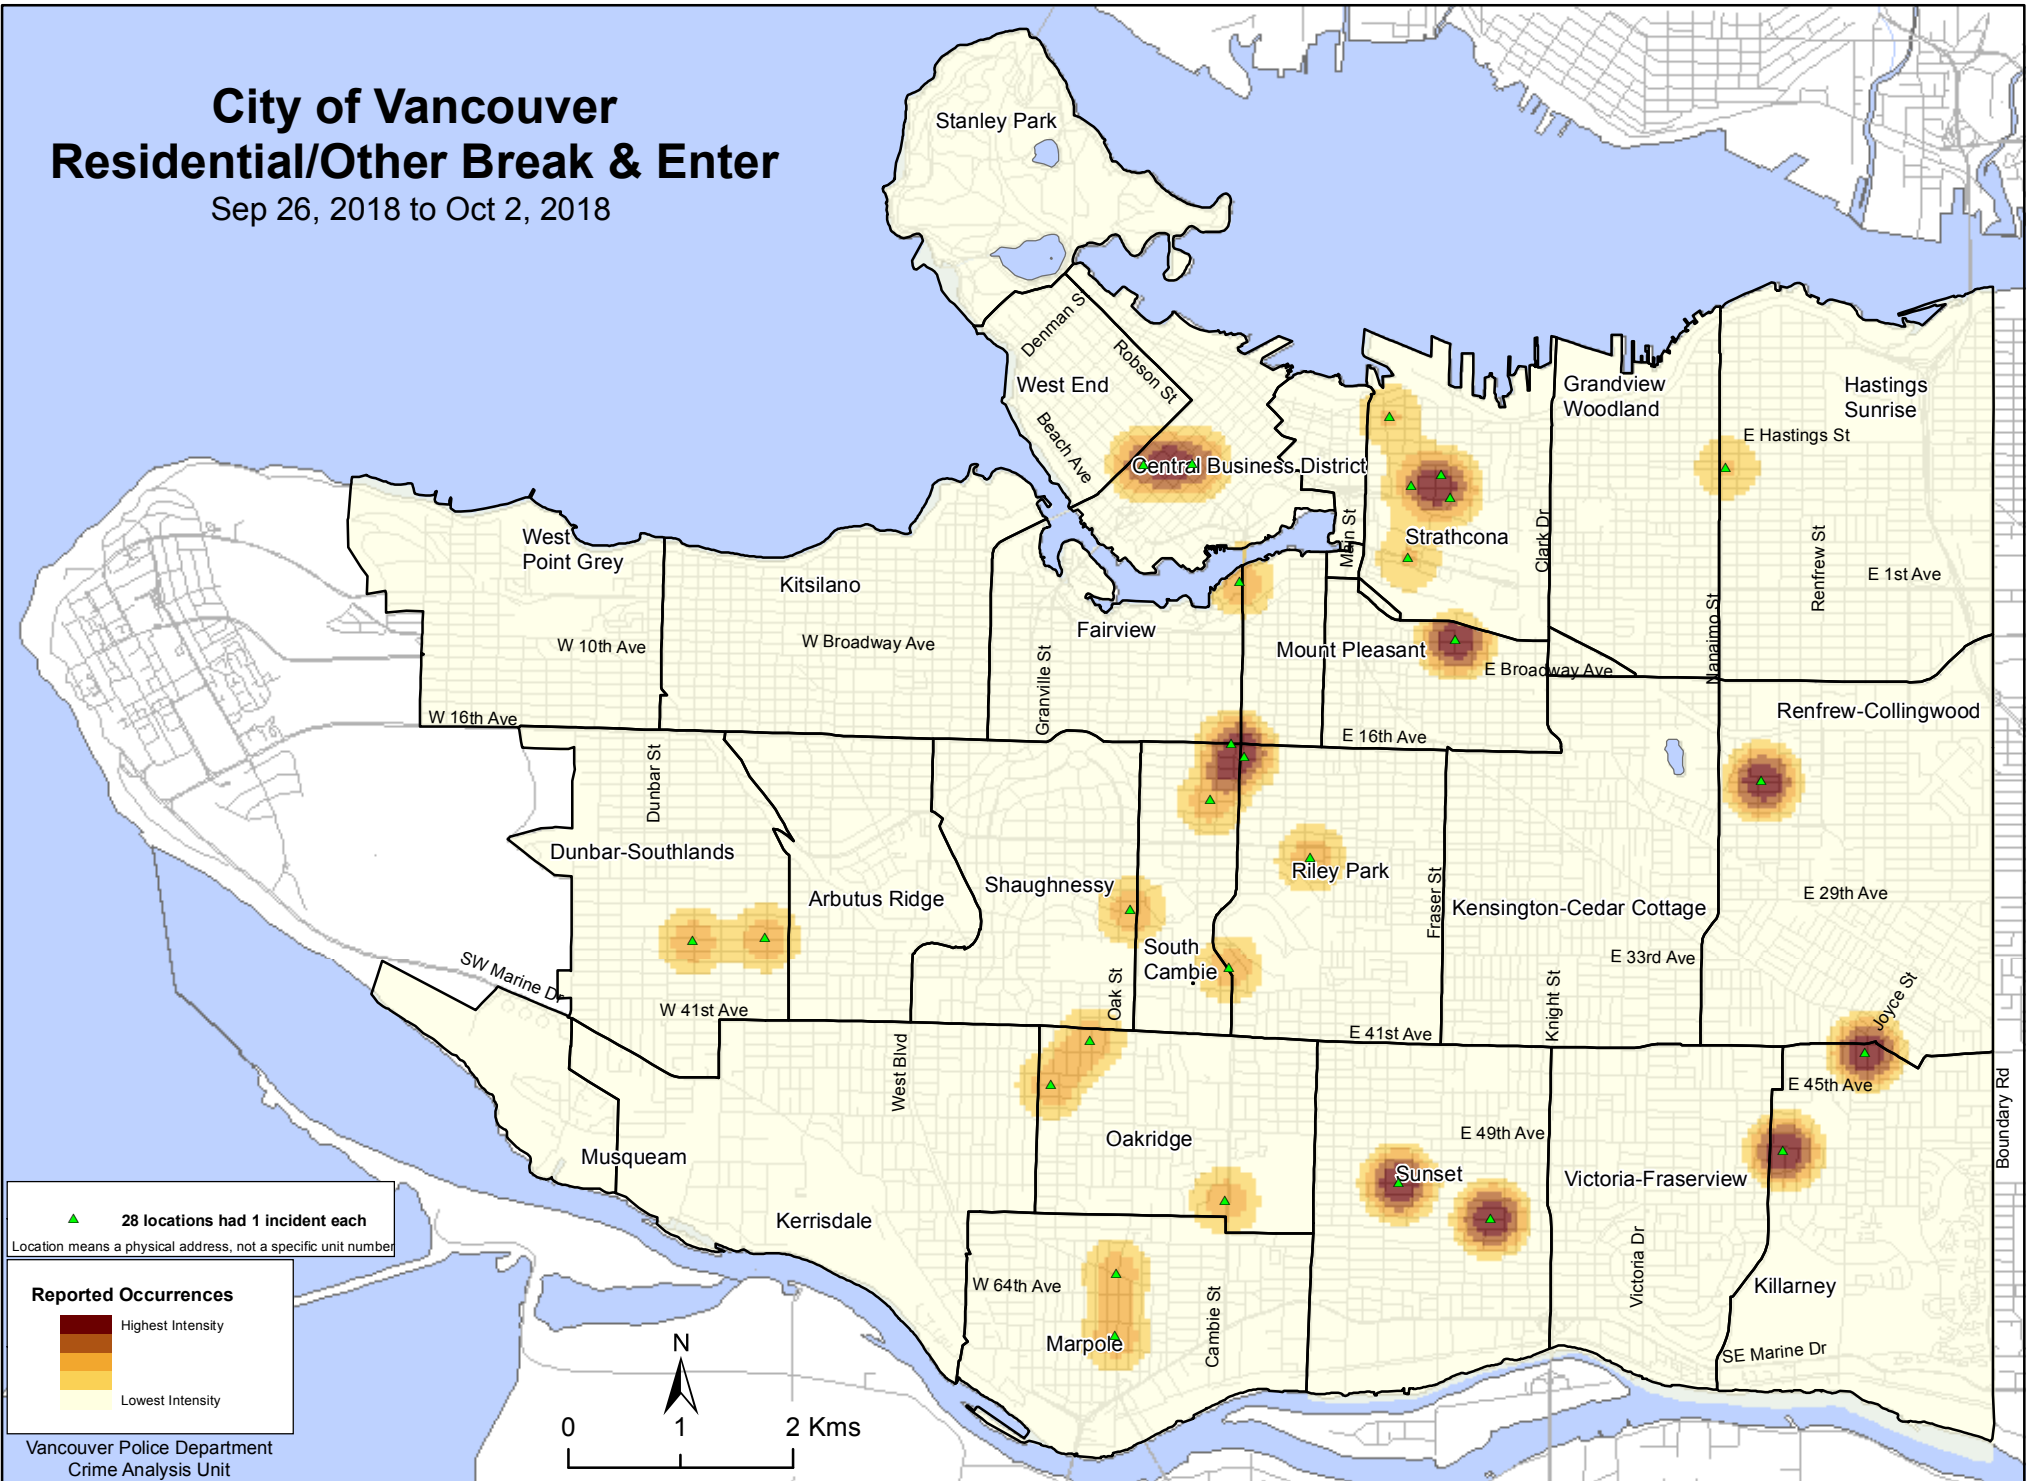 City of Vancouver
Residential/Other Break & Enter
Sep 26, 2018 to Oct 2, 2018
Stanley Park
Denman S
Robson St
West End
Beach Ave
Central Business District
Grandview
Woodland
Hastings
Sunrise
E Hastings St
Main St
Strathcona
Clark Dr
Nanaimo St
Renfrew St
E 1st Ave
West
Point Grey
Kitsilano
Fairview
W 10th Ave
W Broadway Ave
Granville St
Mount Pleasant
E Broadway Ave
W 16th Ave
E 16th Ave
Renfrew-Collingwood
Dunbar St
Dunbar-Southlands
Arbutus Ridge
Shaughnessy
Riley Park
Fraser St
Kensington-Cedar Cottage
E 29th Ave
South
Cambie
E 33rd Ave
SW Marine Dr
W 41st Ave
Oak St
E 41st Ave
Knight St
Joyce St
West Blvd
E 45th Ave
Boundary Rd
Musqueam
Oakridge
E 49th Ave
Sunset
Victoria-Fraserview
Kerrisdale
W 64th Ave
Cambie St
Victoria Dr
Killarney
Marpole
SE Marine Dr
28 locations had 1 incident each
Location means a physical address, not a specific unit number
Reported Occurrences
Highest Intensity
Lowest Intensity
N
0 1 2 Kms
Vancouver Police Department
Crime Analysis Unit